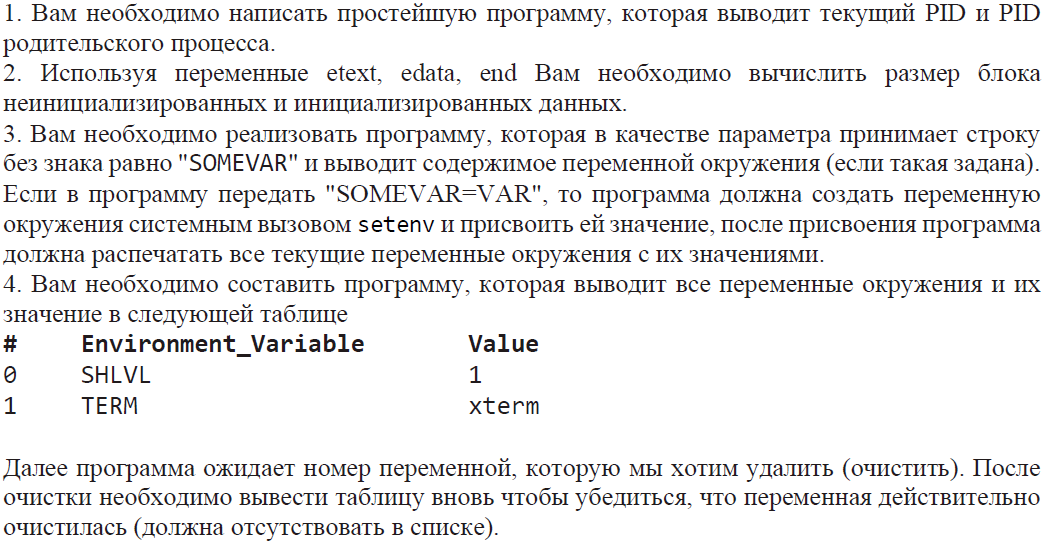 1. Вам необходимо написать простейшую программу, которая выводит текущий PID и PID
родительского процесса.
2. Используя переменные etext, edata, end Вам необходимо вычислить размер блока
неинициализированных и инициализированных данных.
3. Вам необходимо реализовать программу, которая в качестве параметра принимает строку
без знака равно "SOMEVAR" и выводит содержимое переменной окружения (если такая задана).
Если в программу передать "SOMEVAR=VAR", то программа должна создать переменную
окружения системным вызовом setenv и присвоить ей значение, после присвоения программа
должна распечатать все текущие переменные окружения с их значениями.
4. Вам необходимо составить программу, которая выводит все переменные окружения и их
значение в следующей таблице
# Environment_Variable Value
0 SHLVL 1
1 TERM xterm
Далее программа ожидает номер переменной, которую мы хотим удалить (очистить). После
очистки необходимо вывести таблицу вновь чтобы убедиться, что переменная действительно
очистилась (должна отсутствовать в списке).